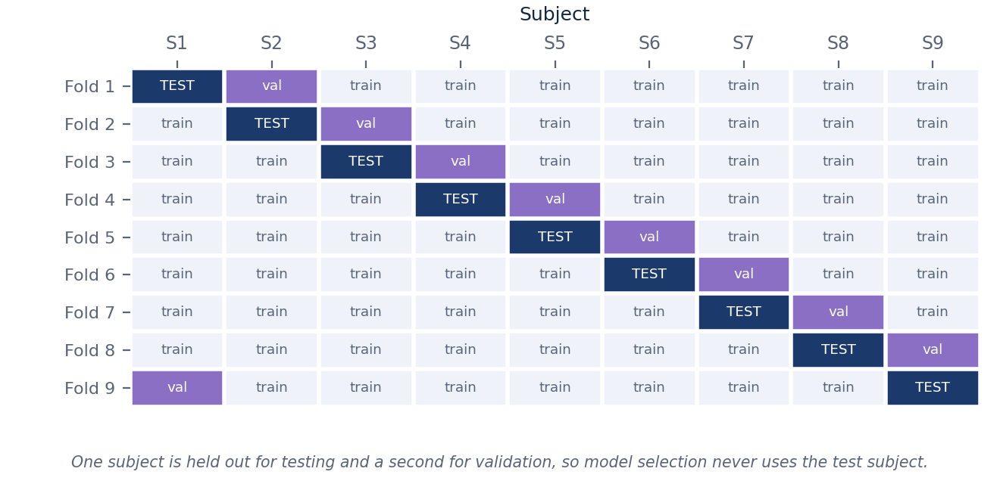 Subject
S1 S2 S3 S4 S5 S6 S7 S8 S9
Fold 1 TEST val train train train train train train train
Fold 2 train TEST val train train train train train train
Fold 3 train train TEST val train train train train train
Fold 4 train train train TEST val train train train train
Fold 5 train train train train TEST val train train train
Fold 6 train train train train train TEST val train train
Fold 7 train train train train train train TEST val train
Fold 8 train train train train train train train TEST val
Fold 9 val train train train train train train train TEST
One subject is held out for testing and a second for validation, so model selection never uses the test subject.